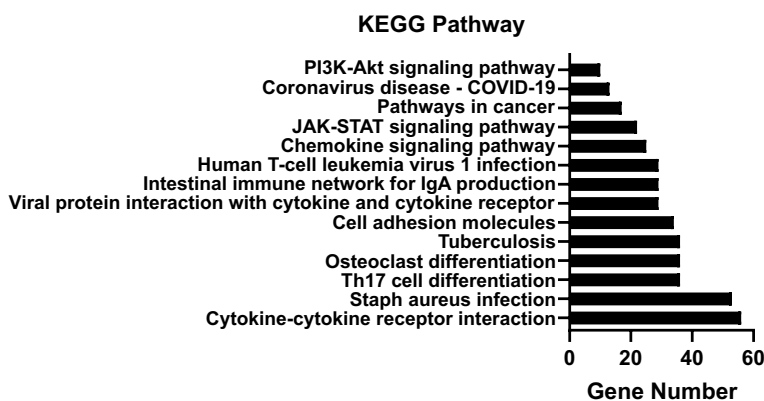 KEGG Pathway
PI3K-Akt signaling pathway
Coronavirus disease - COVID-19
Pathways in cancer
JAK-STAT signaling pathway
Chemokine signaling pathway
Human T-cell leukemia virus 1 infection
Intestinal immune network for IgA production
Viral protein interaction with cytokine and cytokine receptor
Cell adhesion molecules
Tuberculosis
Osteoclast differentiation
Th17 cell differentiation
Staph aureus infection
Cytokine-cytokine receptor interaction
0 20 40 60
Gene Number